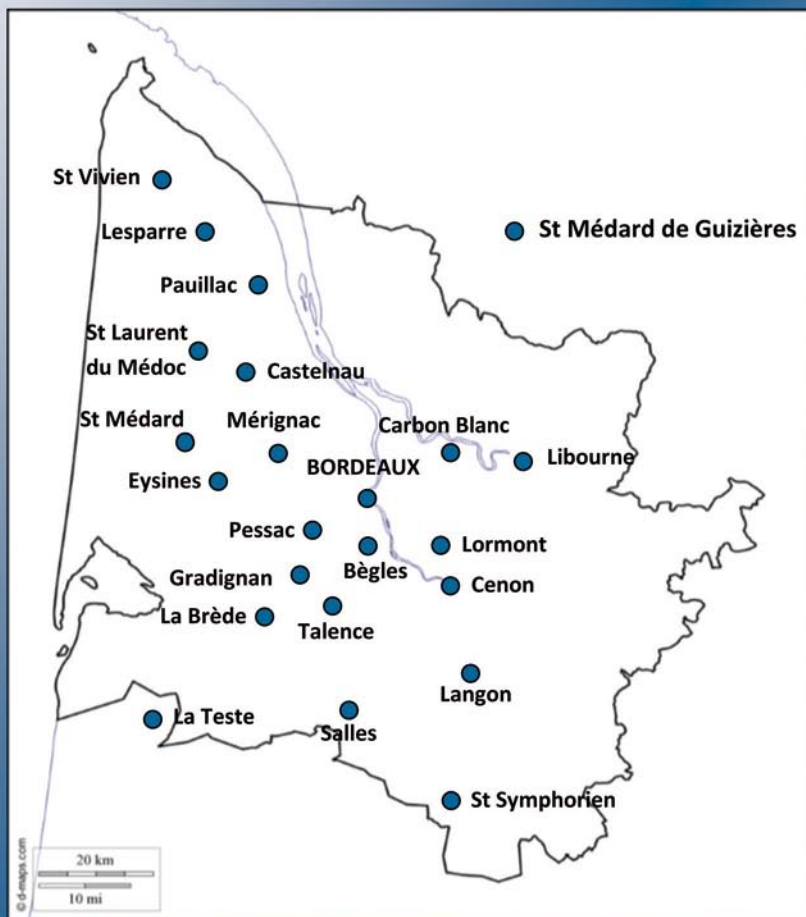 St Vivien
Lesparre
St Médard de Guizières
Pauillac
St Laurent
du Médoc
Castelnau
St Médard
Mérignac
Carbon Blanc
Libourne
Eysines
BORDEAUX
Pessac
Lormont
Bègles
Gradignan
Cenon
La Brède
Talence
Langon
La Teste
Salles
St Symphorien
20 km
10 mi
© d-maps.com